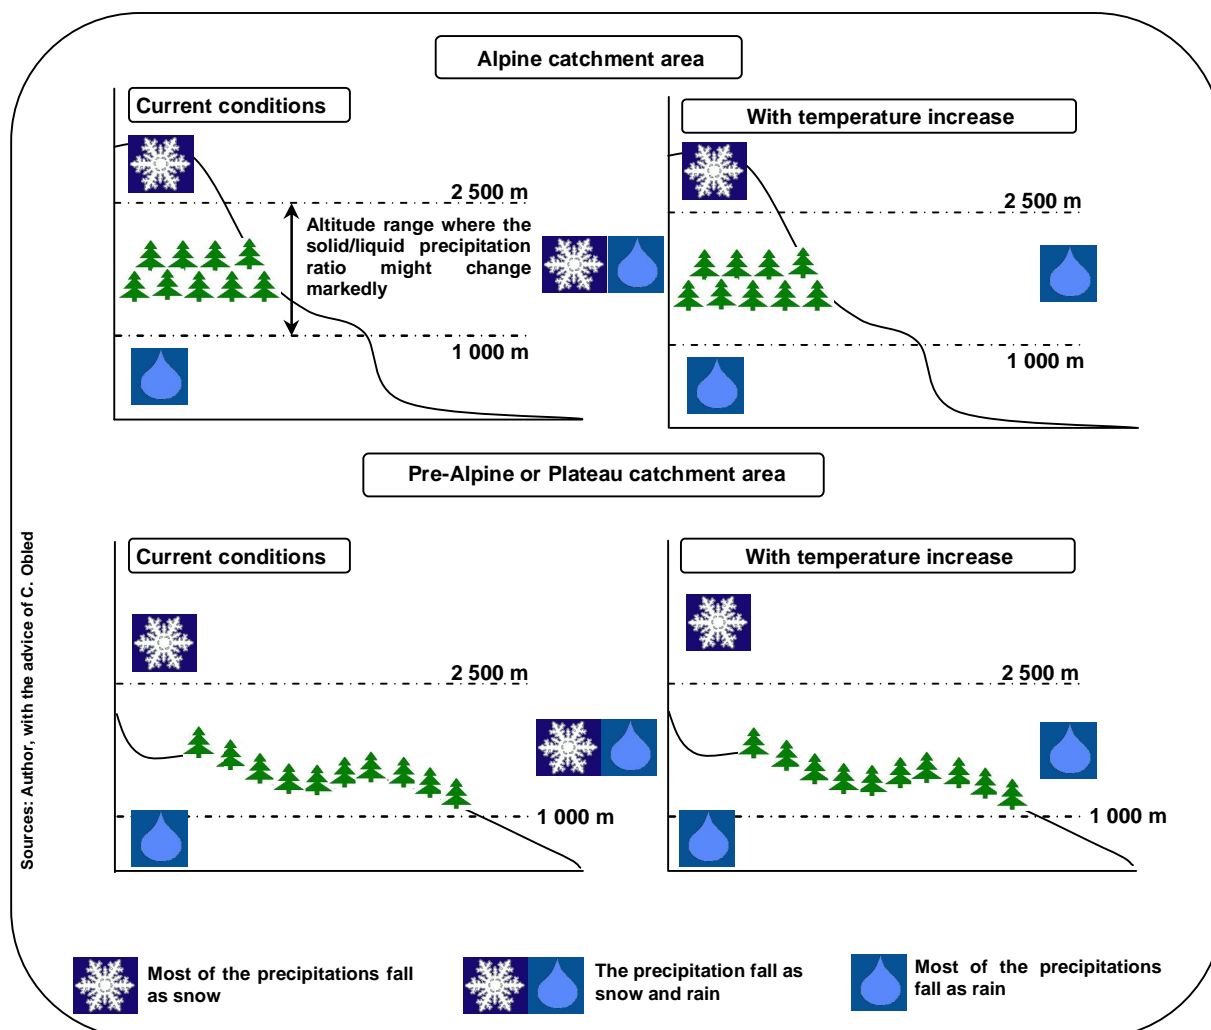 Alpine catchment area
Current conditions
With temperature increase
2 500 m
Altitude range where the
solid/liquid precipitation
ratio might change
markedly
1 000 m
2 500 m
1 000 m
Pre-Alpine or Plateau catchment area
Current conditions
With temperature increase
2 500 m
1 000 m
2 500 m
1 000 m
Sources: Author, with the advice of C. Obled
Most of the precipitations fall
as snow
The precipitation fall as
snow and rain
Most of the precipitations
fall as rain